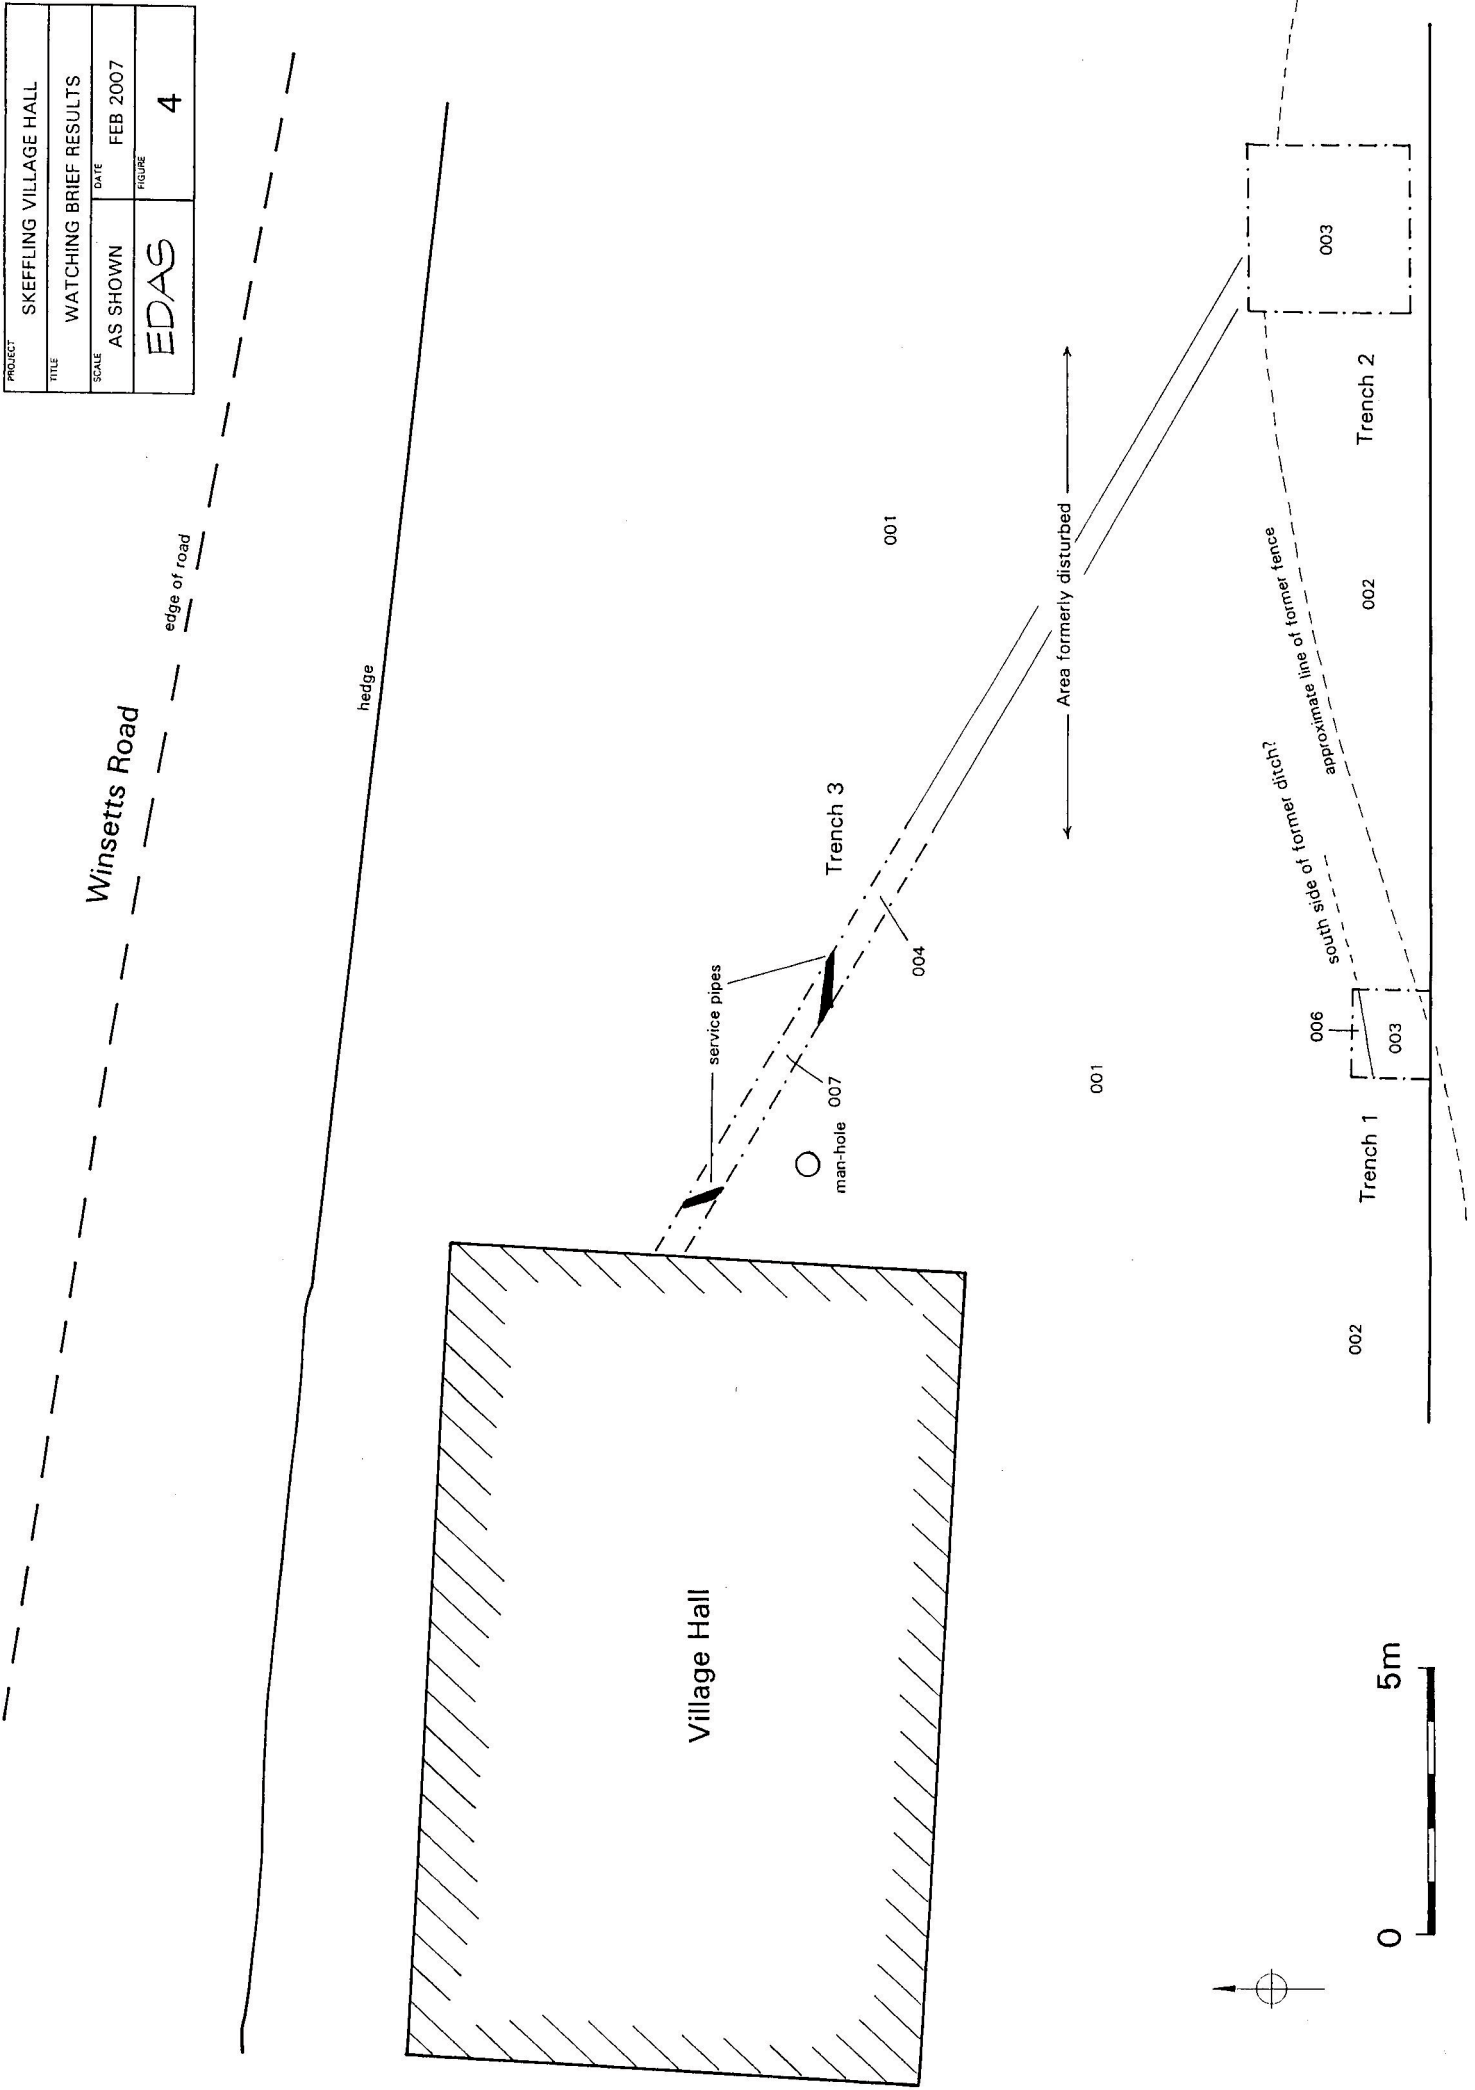 PROJECT
SKEFFLING VILLAGE HALL
TITLE
WATCHING BRIEF RESULTS
SCALE
AS SHOWN
DATE
FEB 2007
EDAS
FIGURE
4
Winsetts Road
edge of road
hedge
service pipes
Trench 3
001
man-hole
007
004
Village Hall
001
Area formerly disturbed
003
south side of former ditch?
approximate line of former fence
006
003
002
Trench 1
002
Trench 2
0
5m